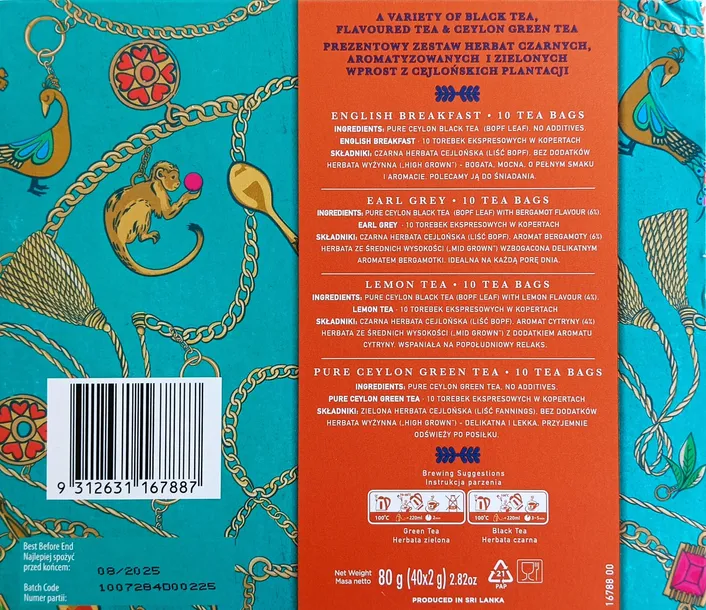 A VARIETY OF BLACK TEA,
FLAVOURED TEA & CEYLON GREEN TEA
PREZENTOWY ZESTAW HERBAT CZARNYCH,
AROMATYZOWANYCH I ZIELONYCH
WPROST Z CEJLOŃSKICH PLANTACJI
ENGLISH BREAKFAST • 10 TEA BAGS
INGREDIENTS: PURE CEYLON BLACK TEA (BOPF LEAF). NO ADDITIVES.
ENGLISH BREAKFAST · 10 TOREBEK EKSPRESOWYCH W KOPERTACH
SKŁADNIKI: CZARNA HERBATA CEJLOŃSKA (LIŚĆ BOPF). BEZ DODATKÓW
HERBATA WYŻYNNA („HIGH GROWN") – BOGATA, MOCNA, O PEŁNYM SMAKU
I AROMACIE. POLECAMY JĄ DO ŚNIADANIA.
EARL GREY • 10 TEA BAGS
INGREDIENTS: PURE CEYLON BLACK TEA (BOPF LEAF) WITH BERGAMOT FLAVOUR (6%).
EARL GREY · 10 TOREBEK EKSPRESOWYCH W KOPERTACH
SKŁADNIKI: CZARNA HERBATA CEJLOŃSKA (LIŚĆ BOPF), AROMAT BERGAMOTY (6%)
HERBATA ZE ŚREDNICH WYSOKOŚCI („MID GROWN") WZBOGACONA DELIKATNYM
AROMATEM BERGAMOTKI. IDEALNA NA KAŻDĄ PORĘ DNIA.
LEMON TEA • 10 TEA BAGS
INGREDIENTS: PURE CEYLON BLACK TEA (BOPF LEAF) WITH LEMON FLAVOUR (4%).
LEMON TEA · 10 TOREBEK EKSPRESOWYCH W KOPERTACH
SKŁADNIKI: CZARNA HERBATA CEJLOŃSKA (LIŚĆ BOPF), AROMAT CYTRYNY (4%)
HERBATA ZE ŚREDNICH WYSOKOŚCI („MID GROWN") Z DODATKIEM AROMATU
CYTRYNY. WSPANIAŁA NA POPOŁUDNIOWY RELAKS.
PURE CEYLON GREEN TEA • 10 TEA BAGS
INGREDIENTS: PURE CEYLON GREEN TEA, NO ADDITIVES.
PURE CEYLON GREEN TEA · 10 TOREBEK EKSPRESOWYCH W KOPERTACH
SKŁADNIKI: ZIELONA HERBATA CEJLOŃSKA (LIŚĆ FANNINGS). BEZ DODATKÓW
HERBATA WYŻYNNA („HIGH GROWN") – DELIKATNA I LEKKA. PRZYJEMNIE
ODŚWIEŻY PO POSIŁKU.
Brewing Suggestions
Instrukcja parzenia
100°C ~220ml
100°C ~220ml
Green Tea
Herbata zielona
Black Tea
Herbata czarna
Net Weight
Masa netto
80 g (40x2 g) 2.82oz
21
PAP
PRODUCED IN SRI LANKA
16788 00
9 312631 167887
Best Before End
Najlepiej spożyć
przed końcem:
08/2025
Batch Code
Numer partii:
1007284D00225